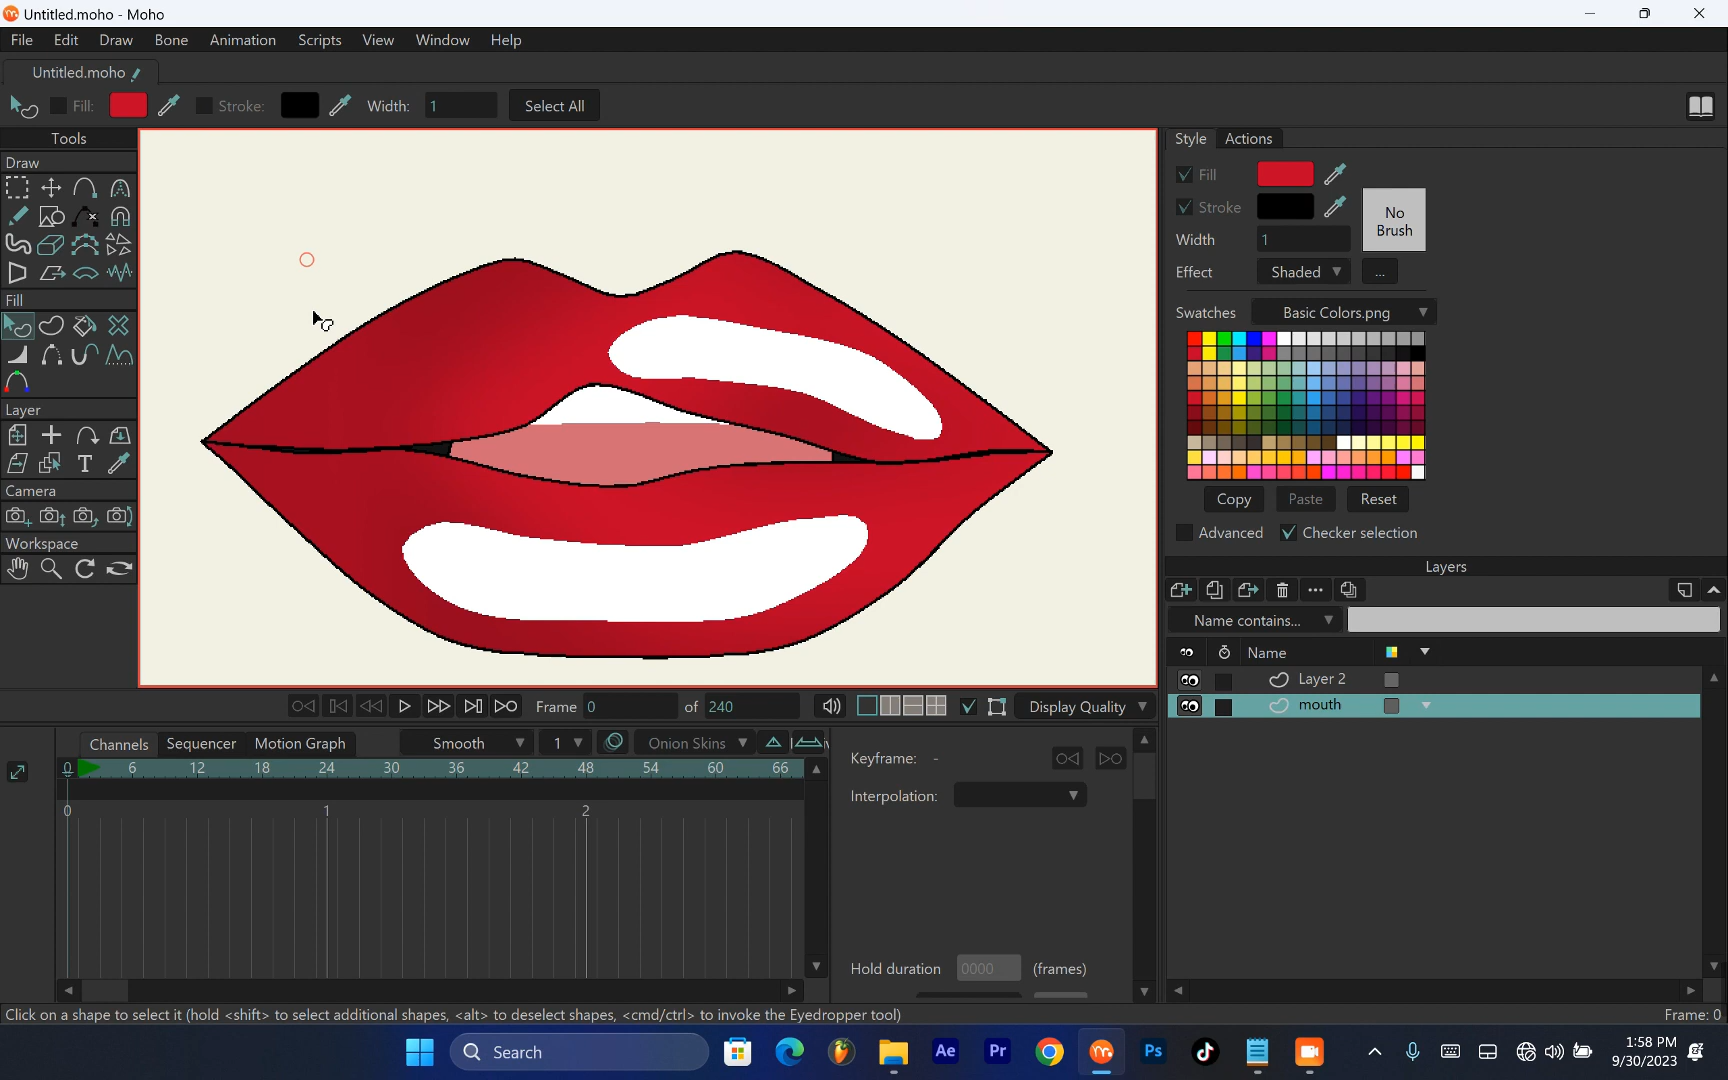 Untitled.moho - Moho
File Edit Draw Bone Animation Scripts View Window Help
Untitled.moho
Fill: Stroke: Width: 1 Select All
Tools
Draw
Fill
Layer
T
Camera
Workspace
Style Actions
Fill
Stroke
No
Brush
Width 1
Effect Shaded ...
Swatches Basic Colors.png
Copy Paste Reset
Advanced Checker selection
Layers
Name contains...
Name
Layer 2
mouth
Frame 0 of 240 Display Quality
Channels Sequencer Motion Graph Smooth 1 Onion Skins
0 6 12 18 24 30 36 42 48 54 60 66
0 1 2
Keyframe: -
Interpolation:
Hold duration 0000 (frames)
Click on a shape to select it (hold <shift> to select additional shapes, <alt> to deselect shapes, <cmd/ctrl> to invoke the Eyedropper tool) Frame: 0
Search Ae Pr Ps 1:58 PM
9/30/2023